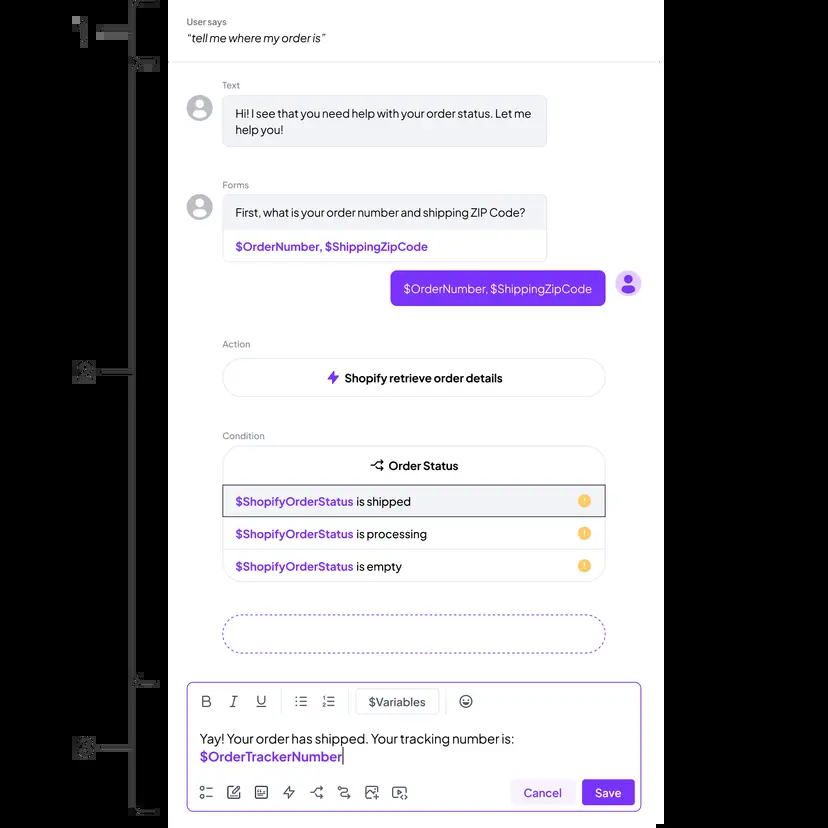 User says
“tell me where my order is”
Text
Hi! I see that you need help with your order status. Let me
help you!
Forms
First, what is your order number and shipping ZIP Code?
$OrderNumber, $ShippingZipCode
$OrderNumber, $ShippingZipCode
Action
Shopify retrieve order details
Condition
Order Status
$ShopifyOrderStatus is shipped
$ShopifyOrderStatus is processing
$ShopifyOrderStatus is empty
B I U $Variables
Yay! Your order has shipped. Your tracking number is:
$OrderTrackerNumber
Cancel Save